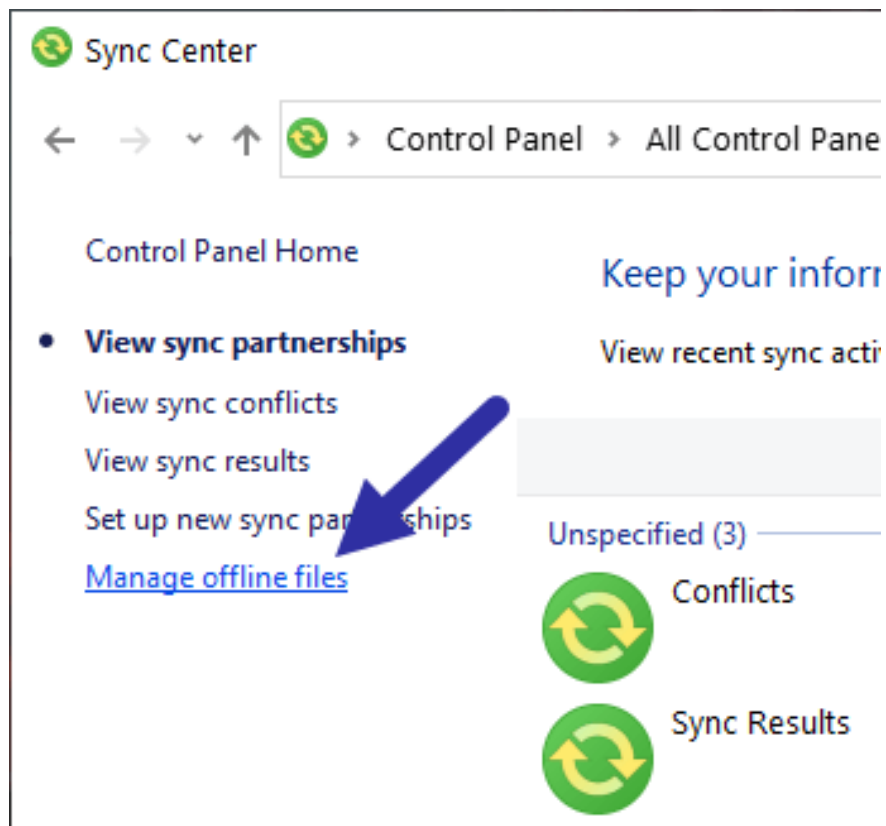 Sync Center
Control Panel > All Control Pane
Control Panel Home
View sync partnerships
View sync conflicts
View sync results
Set up new sync partnerships
Manage offline files
Keep your infor
View recent sync acti
Unspecified (3)
Conflicts
Sync Results